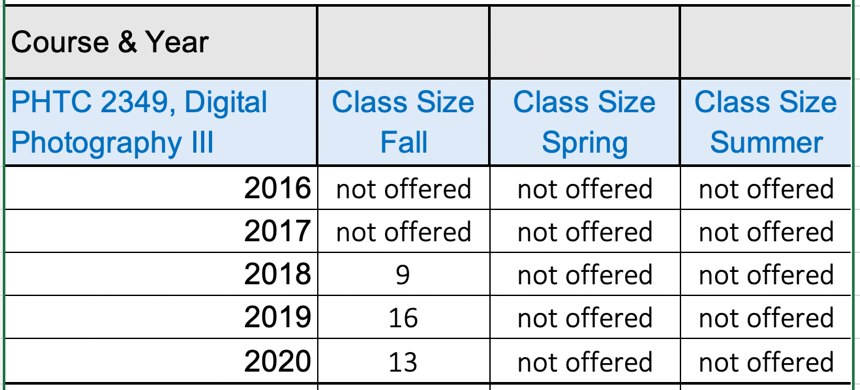 Course & Year
PHTC 2349, Digital Photography III Class Size Fall Class Size Spring Class Size Summer
2016 not offered not offered not offered
2017 not offered not offered not offered
2018 9 not offered not offered
2019 16 not offered not offered
2020 13 not offered not offered